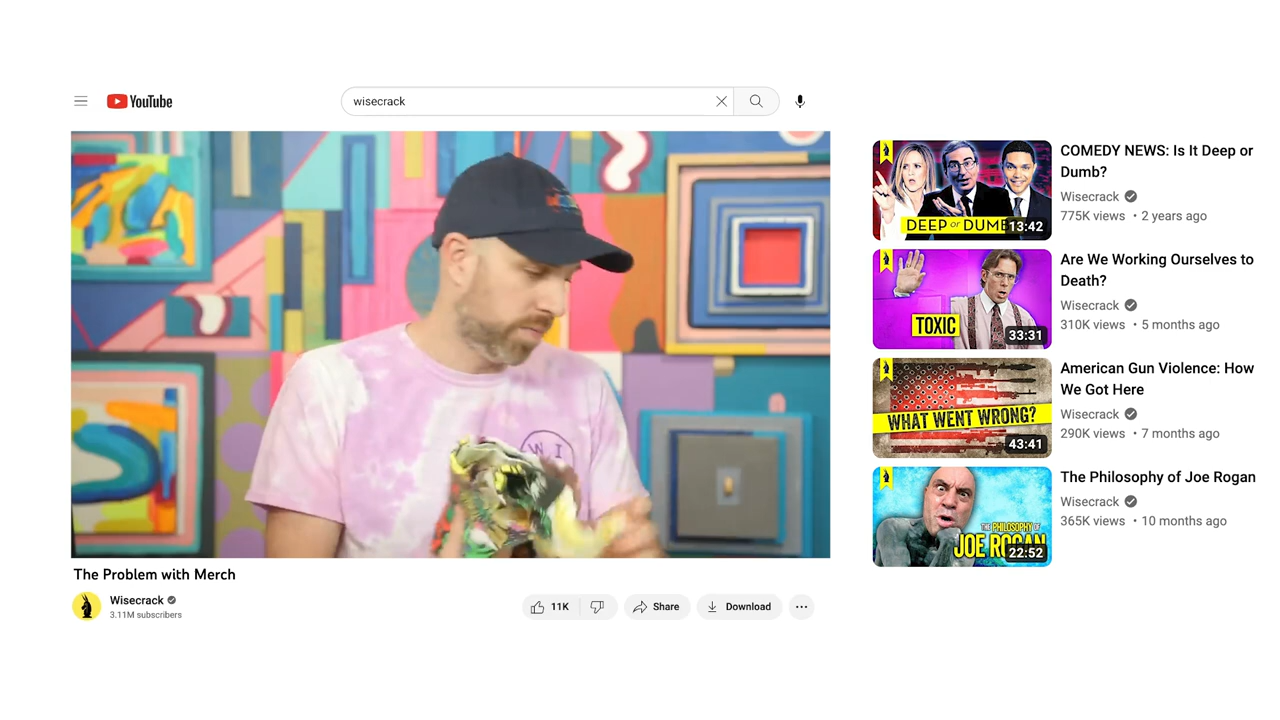 YouTube
wisecrack
W I
The Problem with Merch
Wisecrack
3.11M subscribers
11K
Share
Download
DEEP or DUMB
13:42
COMEDY NEWS: Is It Deep or
Dumb?
Wisecrack
775K views • 2 years ago
TOXIC
33:31
Are We Working Ourselves to
Death?
Wisecrack
310K views • 5 months ago
WHAT WENT WRONG?
43:41
American Gun Violence: How
We Got Here
Wisecrack
290K views • 7 months ago
THE PHILOSOPHY OF
JOE ROGAN
22:52
The Philosophy of Joe Rogan
Wisecrack
365K views • 10 months ago